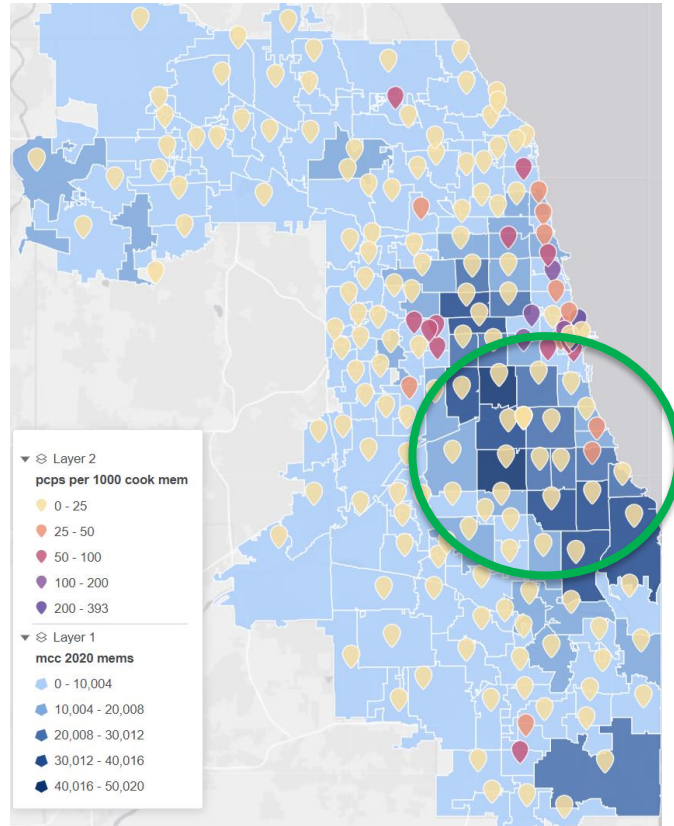 Layer 2
pcps per 1000 cook mem
0 - 25
25 - 50
50 - 100
100 - 200
200 - 393
Layer 1
mcc 2020 mems
0 - 10,004
10,004 - 20,008
20,008 - 30,012
30,012 - 40,016
40,016 - 50,020